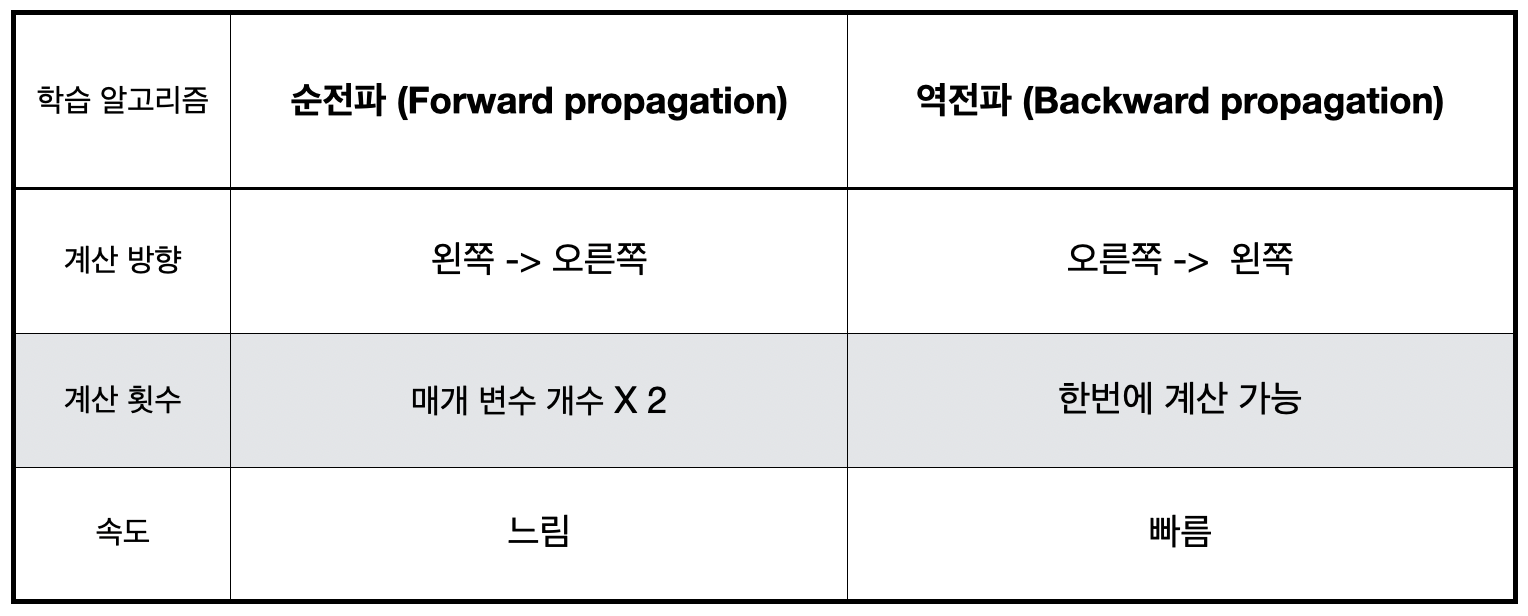 학습 알고리즘
순전파 (Forward propagation)
역전파 (Backward propagation)
계산 방향
왼쪽 -> 오른쪽
오른쪽 -> 왼쪽
계산 횟수
매개 변수 개수 X 2
한번에 계산 가능
속도
느림
빠름